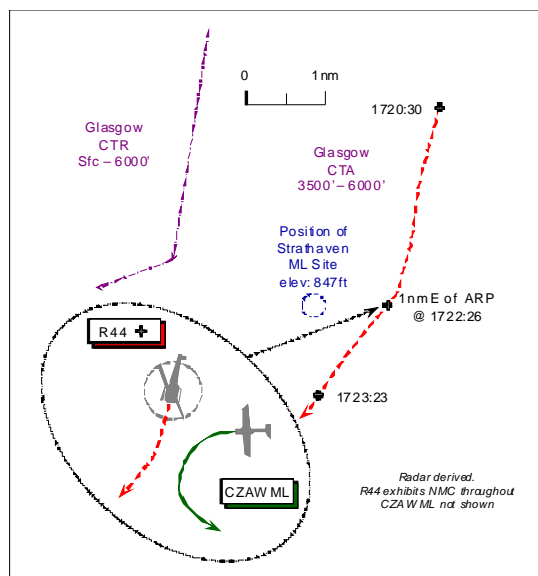 0 1nm
1720:30
Glasgow
CTR
Sfc – 6000'
Glasgow
CTA
3500' – 6000'
Position of
Strathaven
ML Site
elev: 847ft
1nm E of ARP
@ 1722:26
R44
1723:23
CZAW ML
Radar derived.
R44 exhibits NMC throughout
CZAW ML not shown